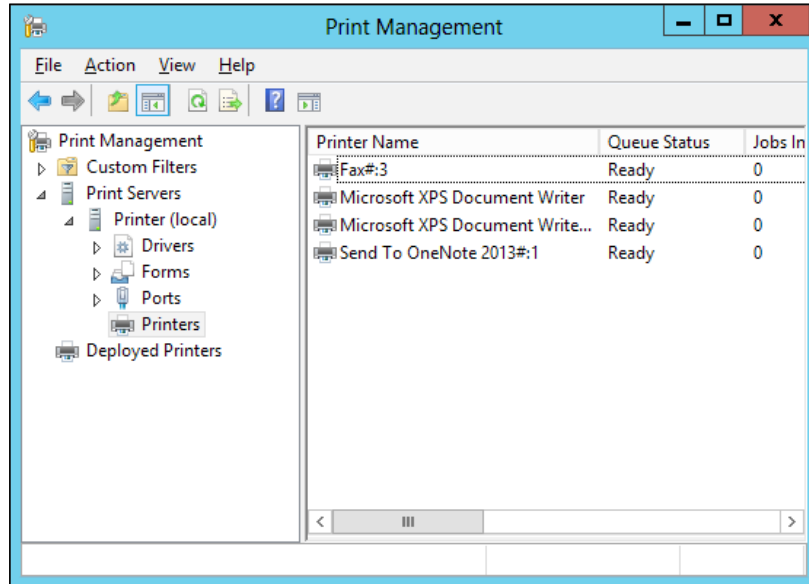 Print Management
File Action View Help
Print Management
Custom Filters
Print Servers
Printer (local)
Drivers
Forms
Ports
Printers
Deployed Printers
Printer Name Queue Status Jobs In
Fax#:3 Ready 0
Microsoft XPS Document Writer Ready 0
Microsoft XPS Document Write... Ready 0
Send To OneNote 2013#:1 Ready 0